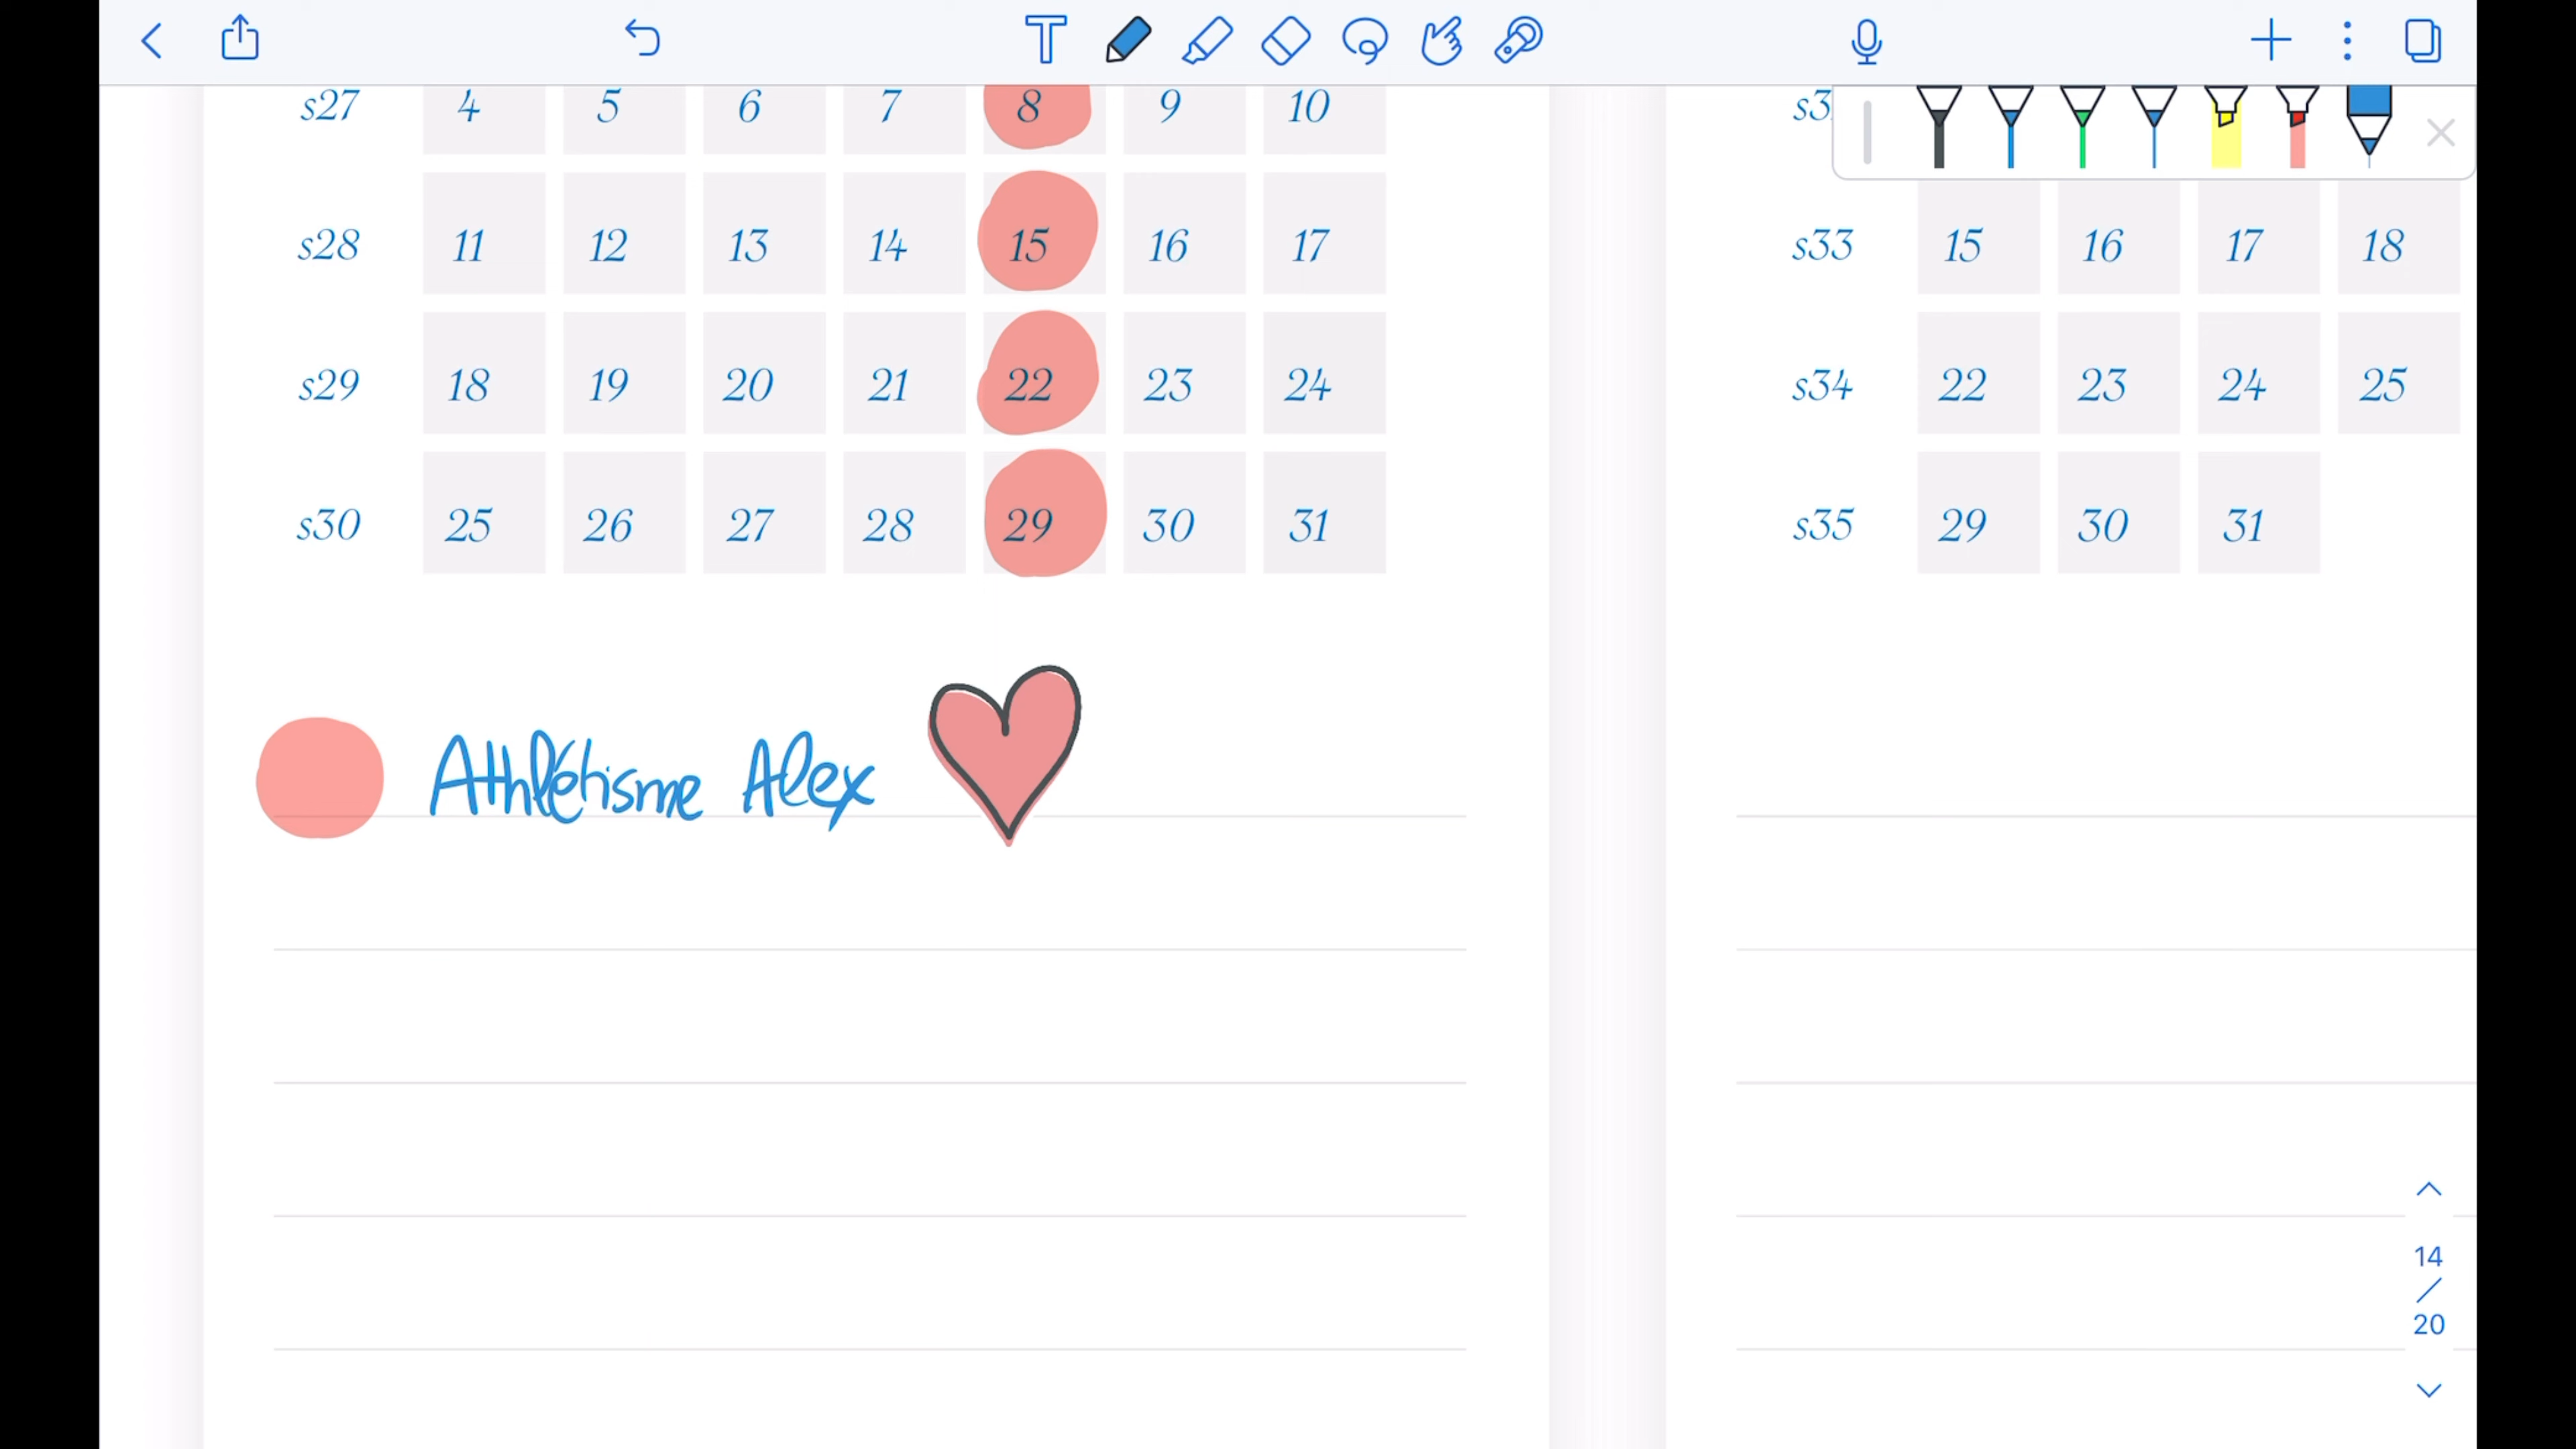 s27 4 5 6 7 8 9 10
s28 11 12 13 14 15 16 17
s29 18 19 20 21 22 23 24
s30 25 26 27 28 29 30 31
Athlétisme Alex
s3
s33 15 16 17 18
s34 22 23 24 25
s35 29 30 31
14
/
20